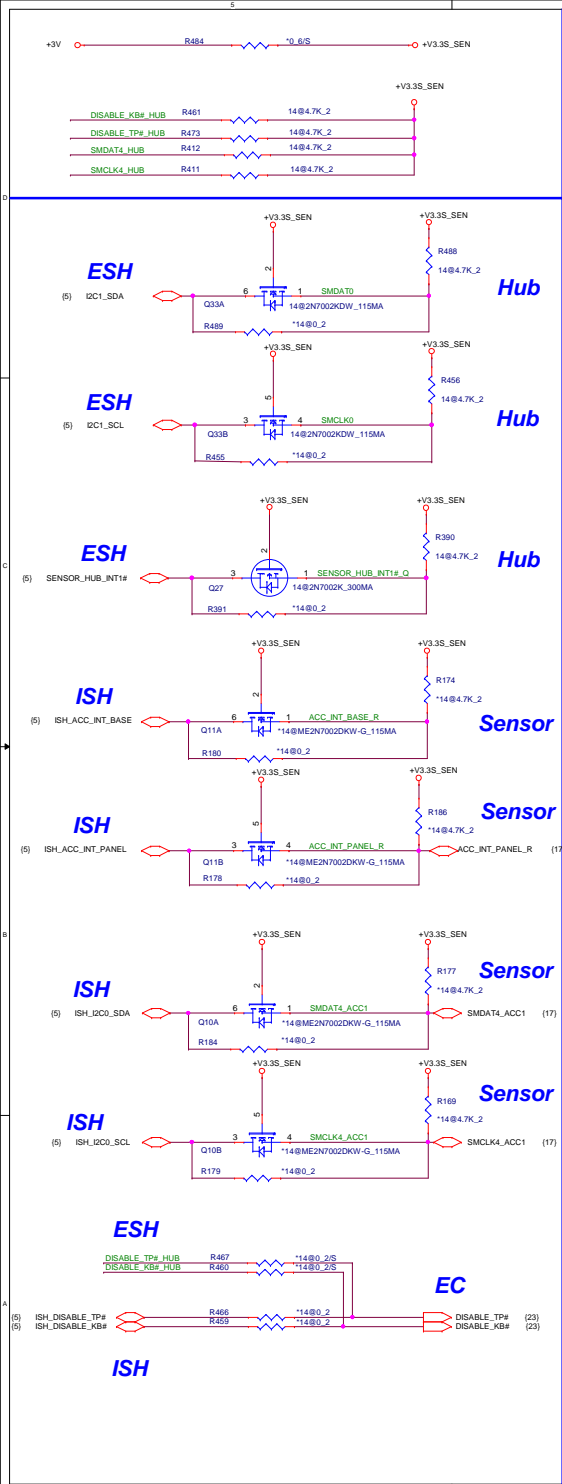 5
+3V R484 *0_6/S +V3.3S_SEN
+V3.3S_SEN
DISABLE_KB#_HUB R461 14@4.7K_2
DISABLE_TP#_HUB R473 14@4.7K_2
SMDAT4_HUB R412 14@4.7K_2
SMCLK4_HUB R411 14@4.7K_2
D
+V3.3S_SEN +V3.3S_SEN
ESH R488 Hub
2 14@4.7K_2
{5} I2C1_SDA 6 1 SMDAT0
Q33A 14@2N7002KDW_115MA
R489 *14@0_2
+V3.3S_SEN +V3.3S_SEN
ESH R456 Hub
5 14@4.7K_2
{5} I2C1_SCL 3 4 SMCLK0
Q33B 14@2N7002KDW_115MA
R455 *14@0_2
+V3.3S_SEN +V3.3S_SEN
ESH R390 Hub
2 14@4.7K_2
C
{5} SENSOR_HUB_INT1# 3 1 SENSOR_HUB_INT1#_Q
Q27 14@2N7002K_300MA
R391 *14@0_2
+V3.3S_SEN +V3.3S_SEN
ISH R174 Sensor
2 *14@4.7K_2
{5} ISH_ACC_INT_BASE 6 1 ACC_INT_BASE_R
Q11A *14@ME2N7002DKW-G_115MA
R180 *14@0_2
+V3.3S_SEN +V3.3S_SEN
ISH R186 Sensor
5 *14@4.7K_2
{5} ISH_ACC_INT_PANEL 3 4 ACC_INT_PANEL_R ACC_INT_PANEL_R {17
Q11B *14@ME2N7002DKW-G_115MA
R178 *14@0_2
B
+V3.3S_SEN +V3.3S_SEN
ISH R177 Sensor
2 *14@4.7K_2
{5} ISH_I2C0_SDA 6 1 SMDAT4_ACC1 SMDAT4_ACC1 {17}
Q10A *14@ME2N7002DKW-G_115MA
R184 *14@0_2
+V3.3S_SEN +V3.3S_SEN
ISH R169 Sensor
5 *14@4.7K_2
{5} ISH_I2C0_SCL 3 4 SMCLK4_ACC1 SMCLK4_ACC1 {17}
Q10B *14@ME2N7002DKW-G_115MA
R179 *14@0_2
ESH
DISABLE_TP#_HUB R467 *14@0_2/S
DISABLE_KB#_HUB R460 *14@0_2/S
EC
A
{5} ISH_DISABLE_TP# R466 *14@0_2 DISABLE_TP# {23}
{5} ISH_DISABLE_KB# R459 *14@0_2 DISABLE_KB# {23}
ISH